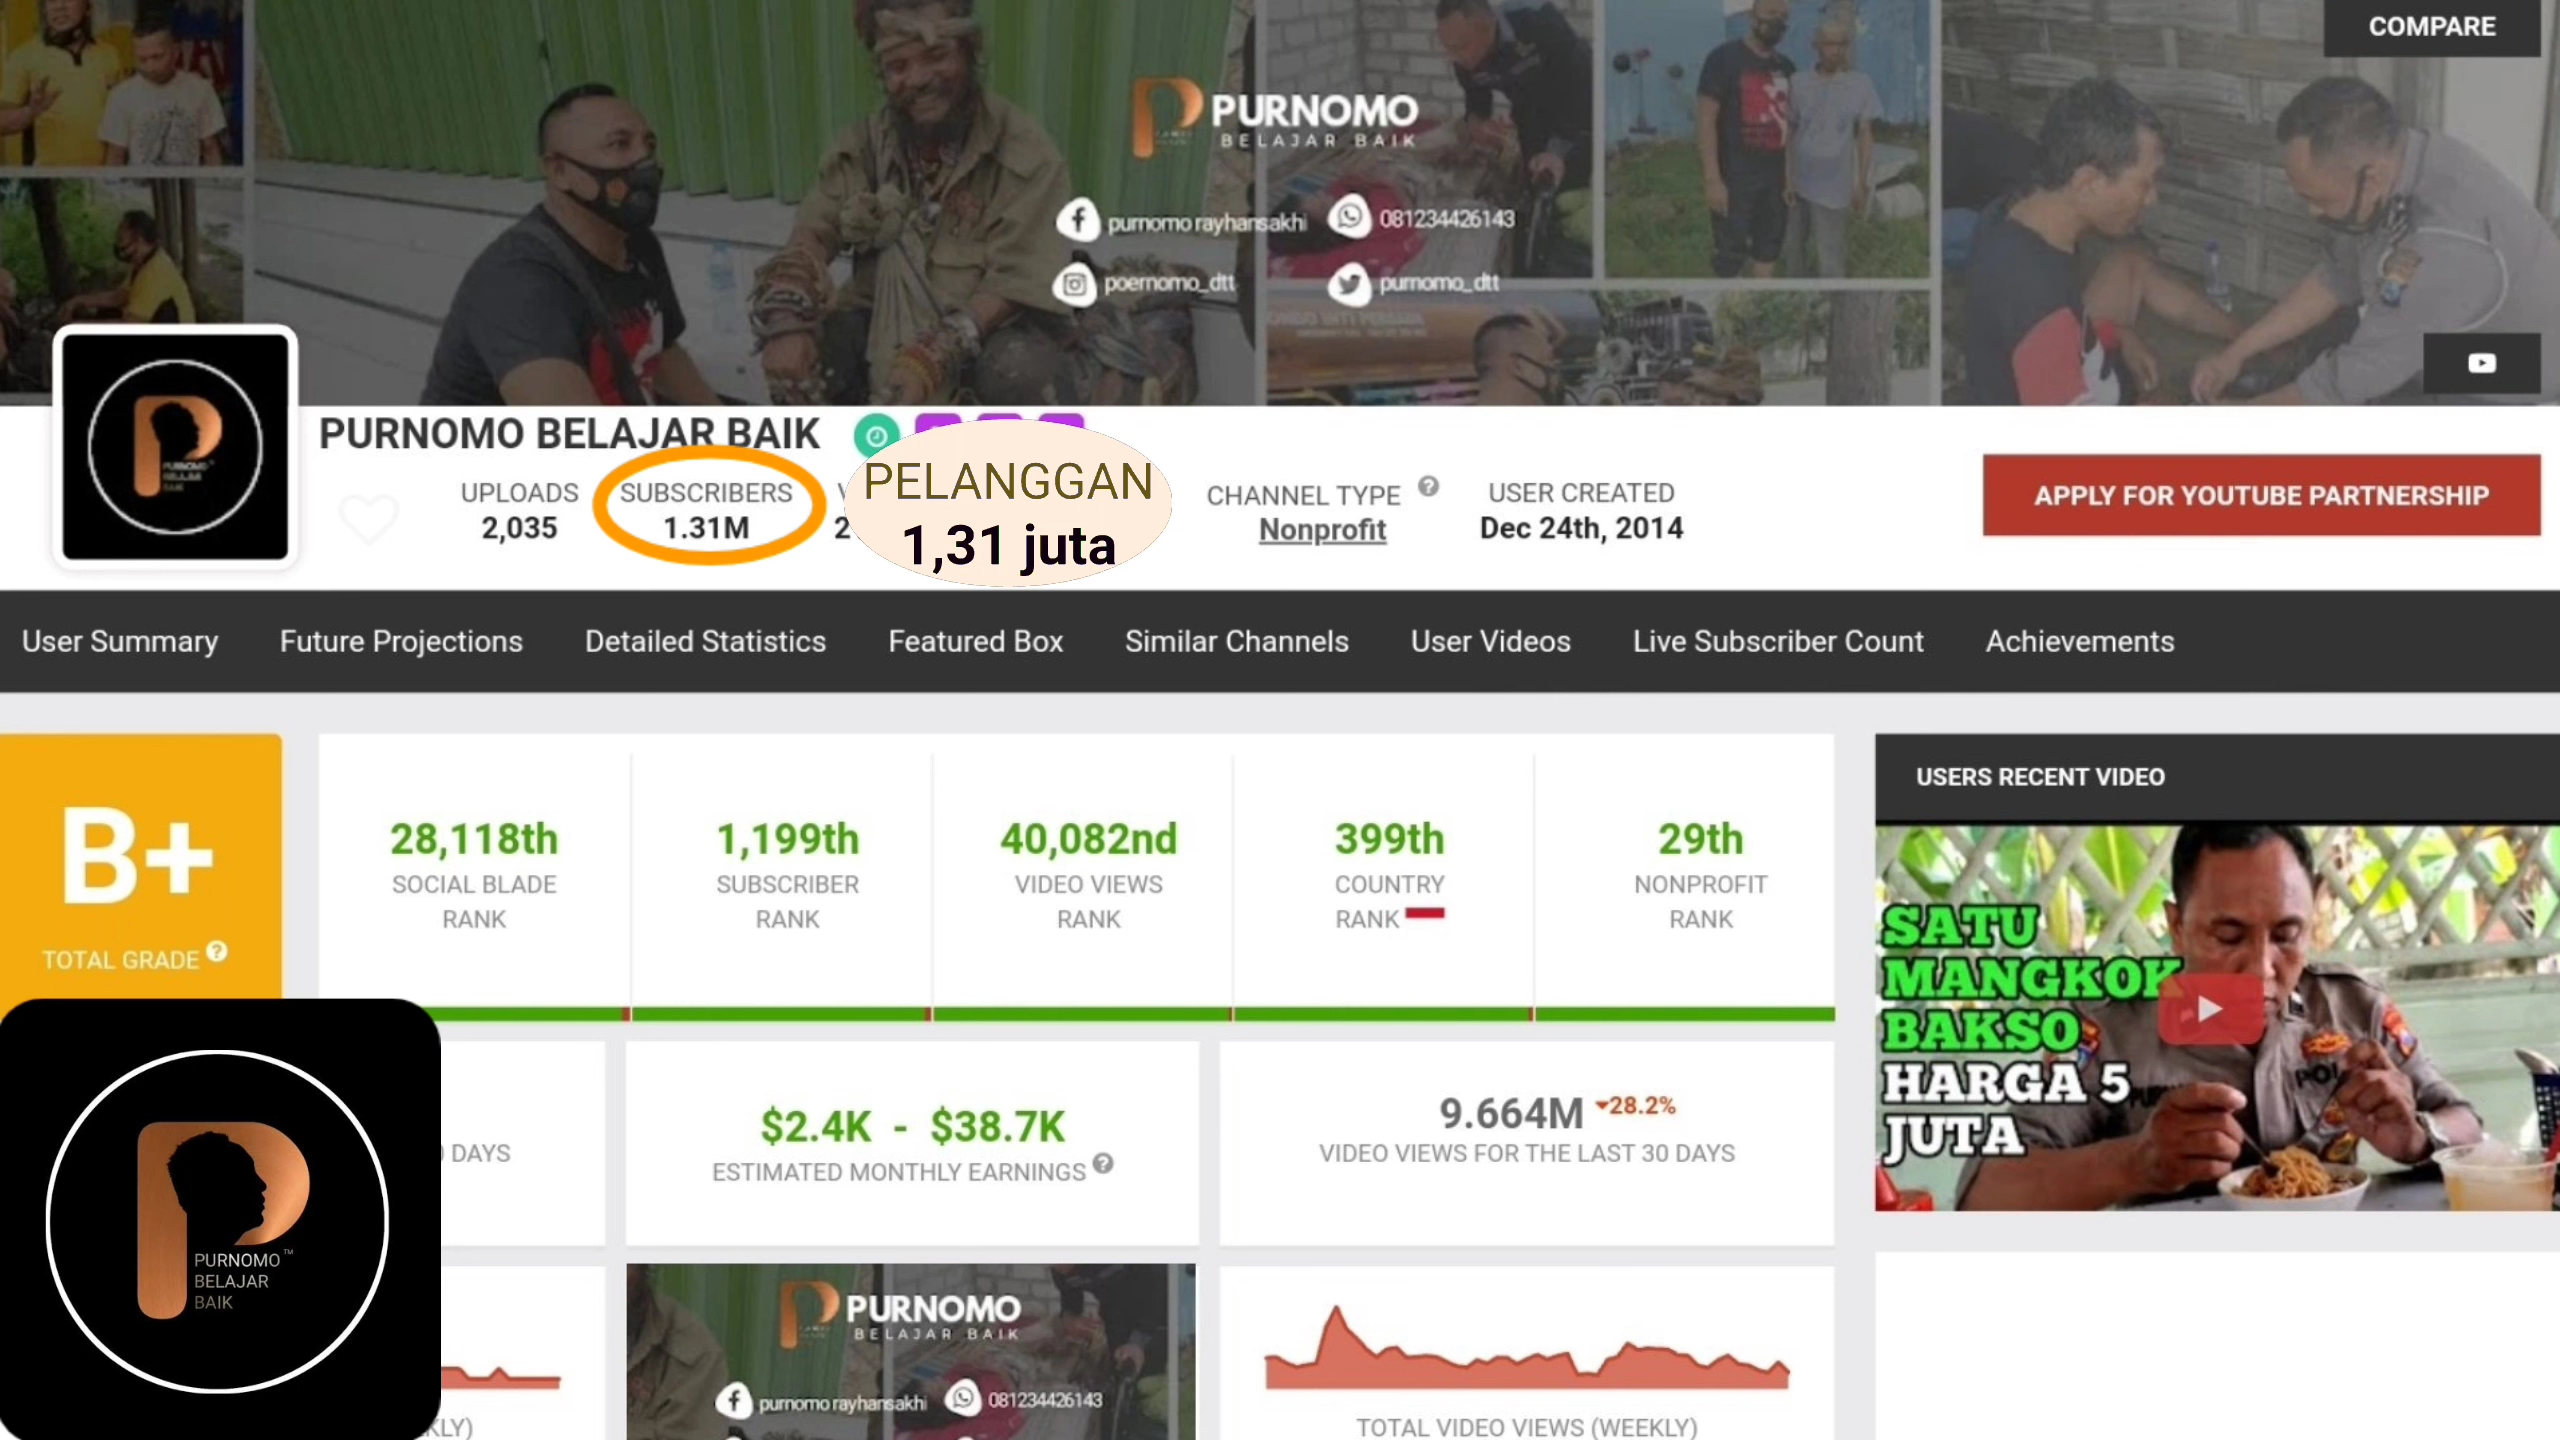 COMPARE
PURNOMO
BELAJAR BAIK
purnomo rayhansakhi
081234426143
poernomo_dtt
purnomo_dtt
PURNOMO BELAJAR BAIK
UPLOADS
2,035
SUBSCRIBERS
1.31M
PELANGGAN
1,31 juta
CHANNEL TYPE
Nonprofit
USER CREATED
Dec 24th, 2014
APPLY FOR YOUTUBE PARTNERSHIP
User Summary Future Projections Detailed Statistics Featured Box Similar Channels User Videos Live Subscriber Count Achievements
B+
TOTAL GRADE
28,118th
SOCIAL BLADE
RANK
1,199th
SUBSCRIBER
RANK
40,082nd
VIDEO VIEWS
RANK
399th
COUNTRY
RANK
29th
NONPROFIT
RANK
USERS RECENT VIDEO
SATU
MANGKOK
BAKSO
HARGA 5
JUTA
DAYS
$2.4K - $38.7K
ESTIMATED MONTHLY EARNINGS
9.664M 28.2%
VIDEO VIEWS FOR THE LAST 30 DAYS
PURNOMO™
BELAJAR
BAIK
PURNOMO
BELAJAR BAIK
purnomo rayhansakhi
081234426143
KLY)
TOTAL VIDEO VIEWS (WEEKLY)